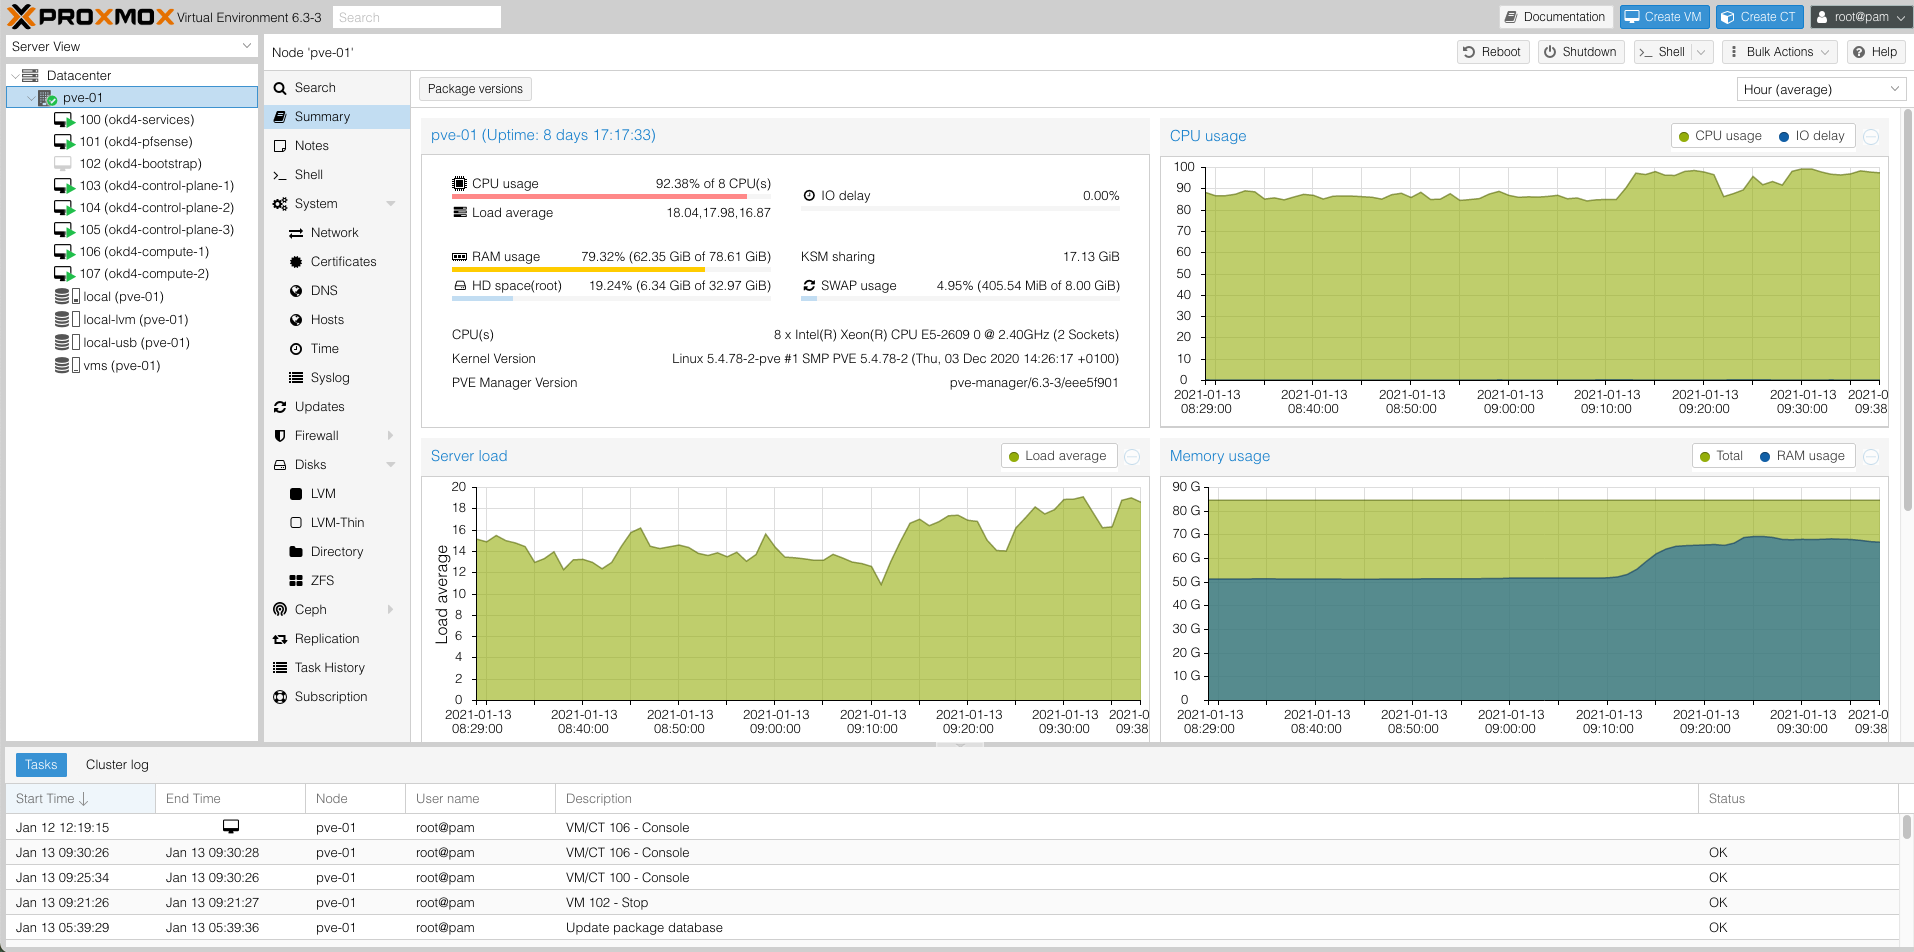 PROXMOX Virtual Environment 6.3-3 Search Documentation Create VM Create CT root@pam
Server View
Datacenter
pve-01
100 (okd4-services)
101 (okd4-pfsense)
102 (okd4-bootstrap)
103 (okd4-control-plane-1)
104 (okd4-control-plane-2)
105 (okd4-control-plane-3)
106 (okd4-compute-1)
107 (okd4-compute-2)
local (pve-01)
local-lvm (pve-01)
local-usb (pve-01)
vms (pve-01)
Node 'pve-01' Reboot Shutdown Shell Bulk Actions Help
Search
Summary
Notes
Shell
System
Network
Certificates
DNS
Hosts
Time
Syslog
Updates
Firewall
Disks
LVM
LVM-Thin
Directory
ZFS
Ceph
Replication
Task History
Subscription
Package versions Hour (average)
pve-01 (Uptime: 8 days 17:17:33)
CPU usage 92.38% of 8 CPU(s)
Load average 18.04,17.98,16.87
IO delay 0.00%
RAM usage 79.32% (62.35 GiB of 78.61 GiB)
KSM sharing 17.13 GiB
HD space(root) 19.24% (6.34 GiB of 32.97 GiB)
SWAP usage 4.95% (405.54 MiB of 8.00 GiB)
CPU(s) 8 x Intel(R) Xeon(R) CPU E5-2609 0 @ 2.40GHz (2 Sockets)
Kernel Version Linux 5.4.78-2-pve #1 SMP PVE 5.4.78-2 (Thu, 03 Dec 2020 14:26:17 +0100)
PVE Manager Version pve-manager/6.3-3/eee5f901
CPU usage CPU usage IO delay
100
90
80
70
60
50
40
30
20
10
0
2021-01-13 2021-01-13 2021-01-13 2021-01-13 2021-01-13 2021-01-13 2021-01-13 2021-0
08:29:00 08:40:00 08:50:00 09:00:00 09:10:00 09:20:00 09:30:00 09:38
Server load Load average
Load average
20
18
16
14
12
10
8
6
4
2
0
2021-01-13 2021-01-13 2021-01-13 2021-01-13 2021-01-13 2021-01-13 2021-01-13 2021-0
08:29:00 08:40:00 08:50:00 09:00:00 09:10:00 09:20:00 09:30:00 09:38
Memory usage Total RAM usage
90 G
80 G
70 G
60 G
50 G
40 G
30 G
20 G
10 G
0
2021-01-13 2021-01-13 2021-01-13 2021-01-13 2021-01-13 2021-01-13 2021-01-13 2021-0
08:29:00 08:40:00 08:50:00 09:00:00 09:10:00 09:20:00 09:30:00 09:38
Tasks Cluster log
Start Time End Time Node User name Description Status
Jan 12 12:19:15 pve-01 root@pam VM/CT 106 - Console
Jan 13 09:30:26 Jan 13 09:30:28 pve-01 root@pam VM/CT 106 - Console OK
Jan 13 09:25:34 Jan 13 09:30:26 pve-01 root@pam VM/CT 100 - Console OK
Jan 13 09:21:26 Jan 13 09:21:27 pve-01 root@pam VM 102 - Stop OK
Jan 13 05:39:29 Jan 13 05:39:36 pve-01 root@pam Update package database OK